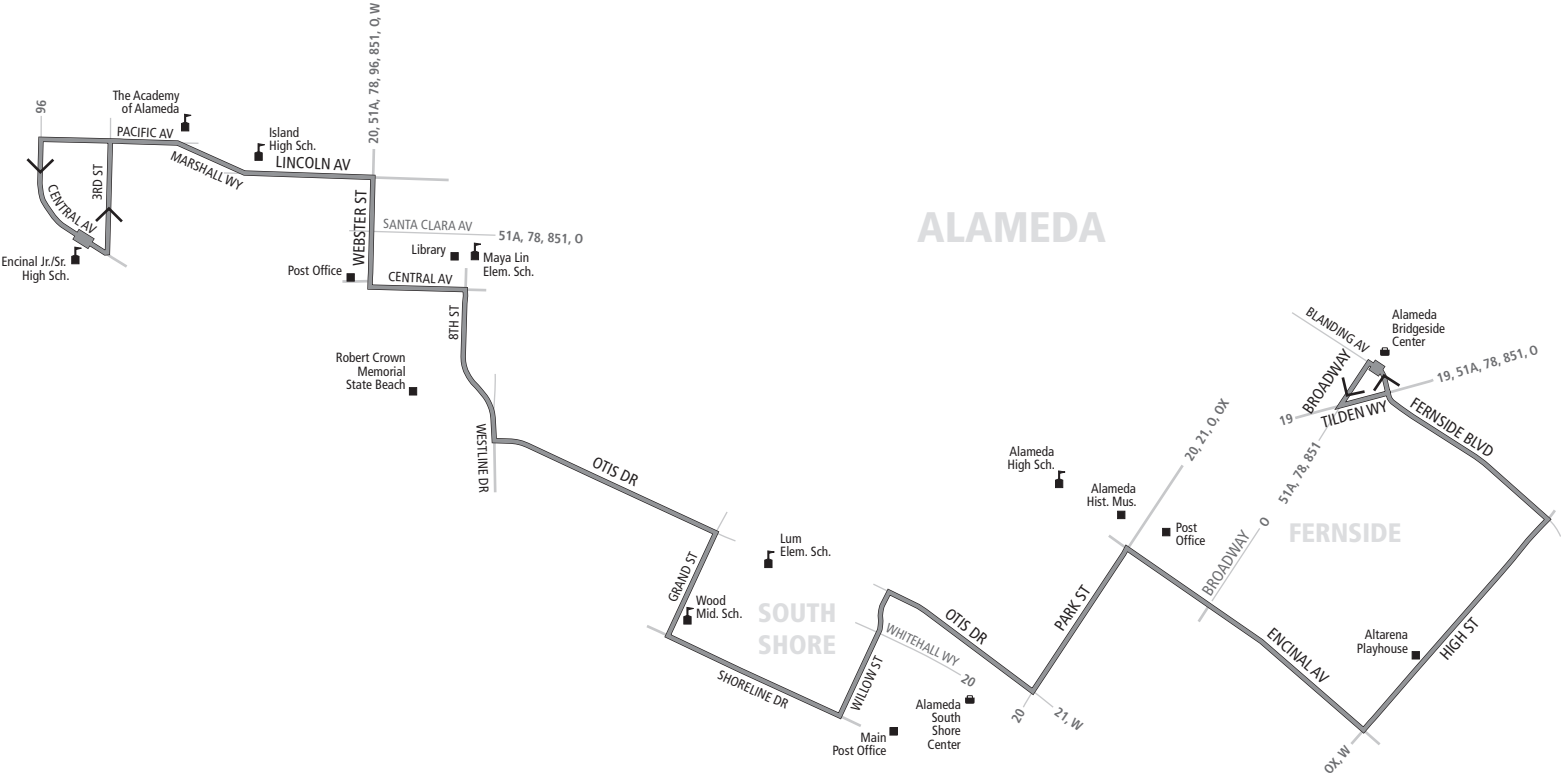 20, 51A, 78, 96, 851, O, W
96
The Academy
of Alameda
PACIFIC AV
Island
High Sch.
MARSHALL WY
LINCOLN AV
3RD ST
CENTRAL AV
Encinal Jr./Sr.
High Sch.
WEBSTER ST
SANTA CLARA AV
51A, 78, 851, O
Library
Maya Lin
Elem. Sch.
Post Office
CENTRAL AV
8TH ST
Robert Crown
Memorial
State Beach
WESTLINE DR
OTIS DR
ALAMEDA
BLANDING AV
Alameda
Bridgeside
Center
BROADWAY
19, 51A, 78, 851, O
19
TILDEN WY
FERNSIDE BLVD
51A, 78, 851
O
BROADWAY
FERNSIDE
20, 21, O, OX
Alameda
High Sch.
Alameda
Hist. Mus.
Post
Office
Lum
Elem. Sch.
GRAND ST
Wood
Mid. Sch.
SOUTH
SHORE
SHORELINE DR
WILLOW ST
WHITEHALL WY
20
OTIS DR
PARK ST
Alameda
South
Shore
Center
Main
Post Office
20
21, W
ENCINAL AV
Altarena
Playhouse
HIGH ST
OX, W